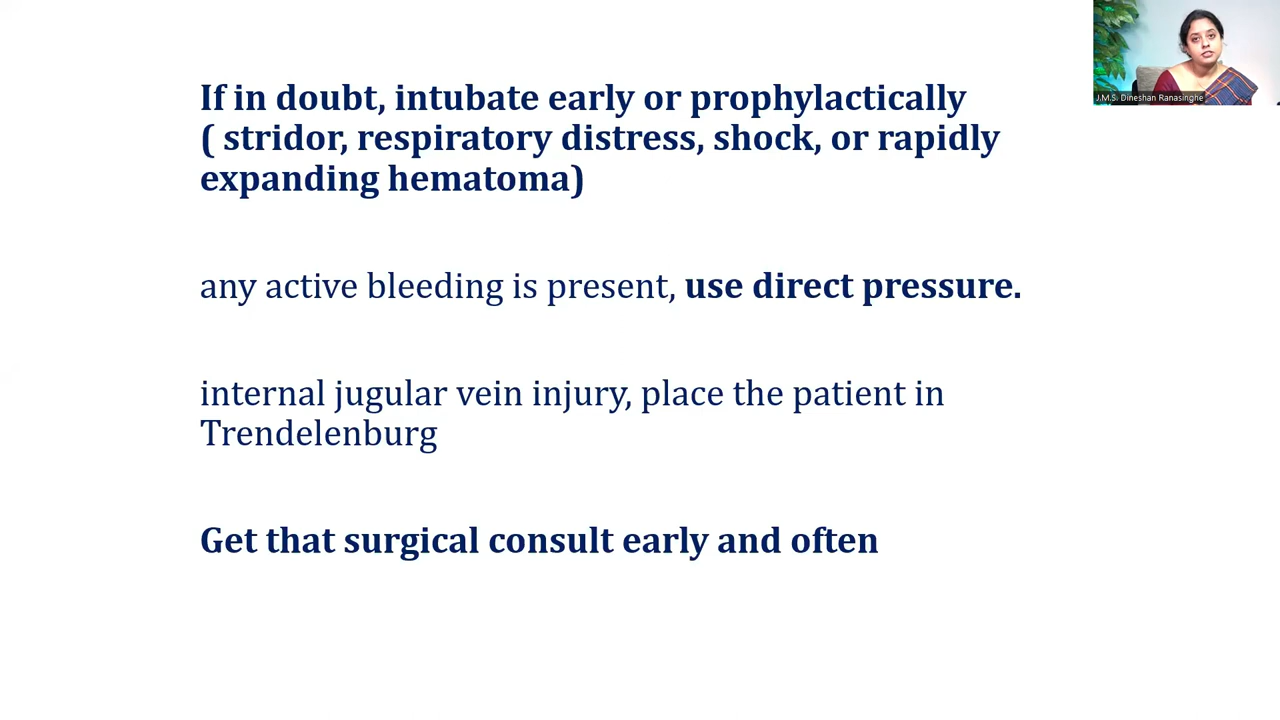 If in doubt, intubate early or prophylactically
( stridor, respiratory distress, shock, or rapidly
expanding hematoma)
any active bleeding is present, use direct pressure.
internal jugular vein injury, place the patient in
Trendelenburg
Get that surgical consult early and often
J.M.S. Dineshan Ranasinghe